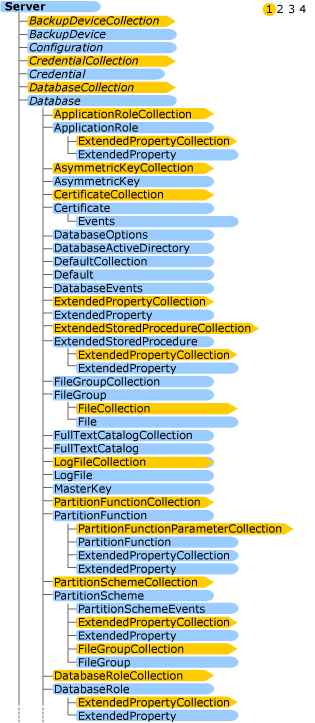 Server
1 2 3 4
BackupDeviceCollection
BackupDevice
Configuration
CredentialCollection
Credential
DatabaseCollection
Database
ApplicationRoleCollection
ApplicationRole
ExtendedPropertyCollection
ExtendedProperty
AsymmetricKeyCollection
AsymmetricKey
CertificateCollection
Certificate
Events
DatabaseOptions
DatabaseActiveDirectory
DefaultCollection
Default
DatabaseEvents
ExtendedPropertyCollection
ExtendedProperty
ExtendedStoredProcedureCollection
ExtendedStoredProcedure
ExtendedPropertyCollection
ExtendedProperty
FileGroupCollection
FileGroup
FileCollection
File
FullTextCatalogCollection
FullTextCatalog
LogFileCollection
LogFile
MasterKey
PartitionFunctionCollection
PartitionFunction
PartitionFunctionParameterCollection
PartitionFunction
ExtendedPropertyCollection
ExtendedProperty
PartitionSchemeCollection
PartitionScheme
PartitionSchemeEvents
ExtendedPropertyCollection
ExtendedProperty
FileGroupCollection
FileGroup
DatabaseRoleCollection
DatabaseRole
ExtendedPropertyCollection
ExtendedProperty